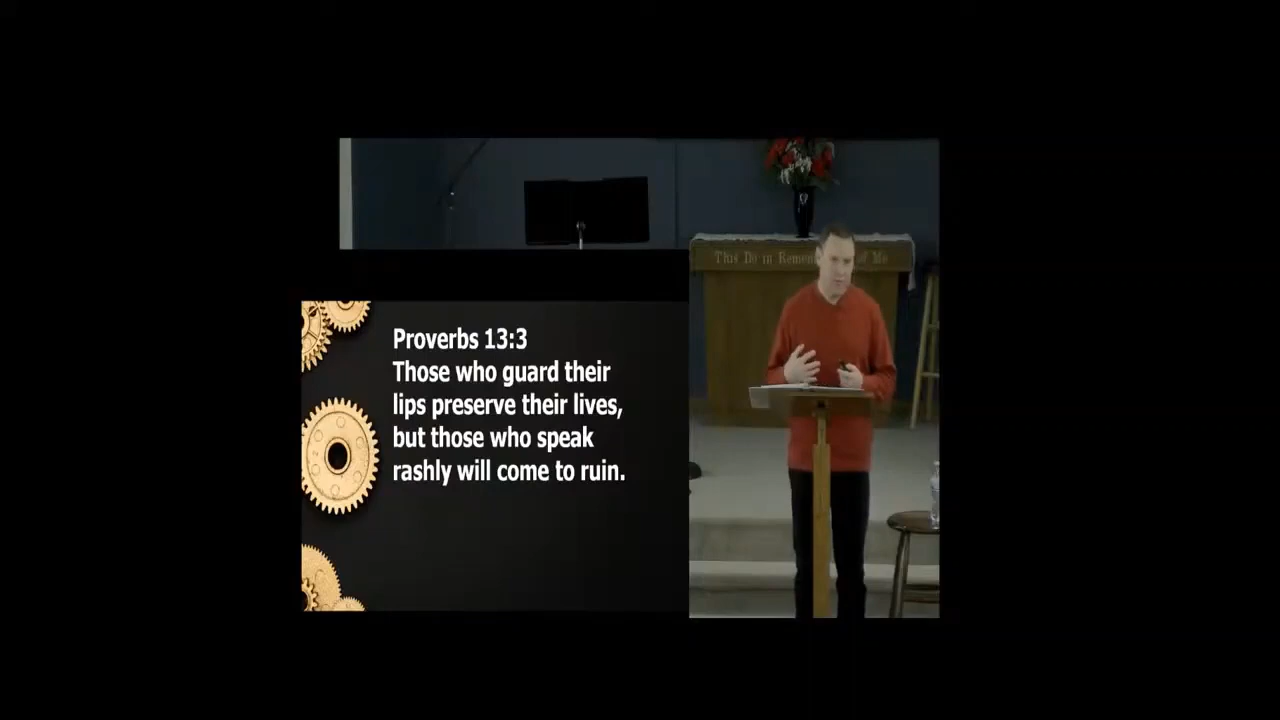 Proverbs 13:3
Those who guard their
lips preserve their lives,
but those who speak
rashly will come to ruin.
This Do in Remem of Me